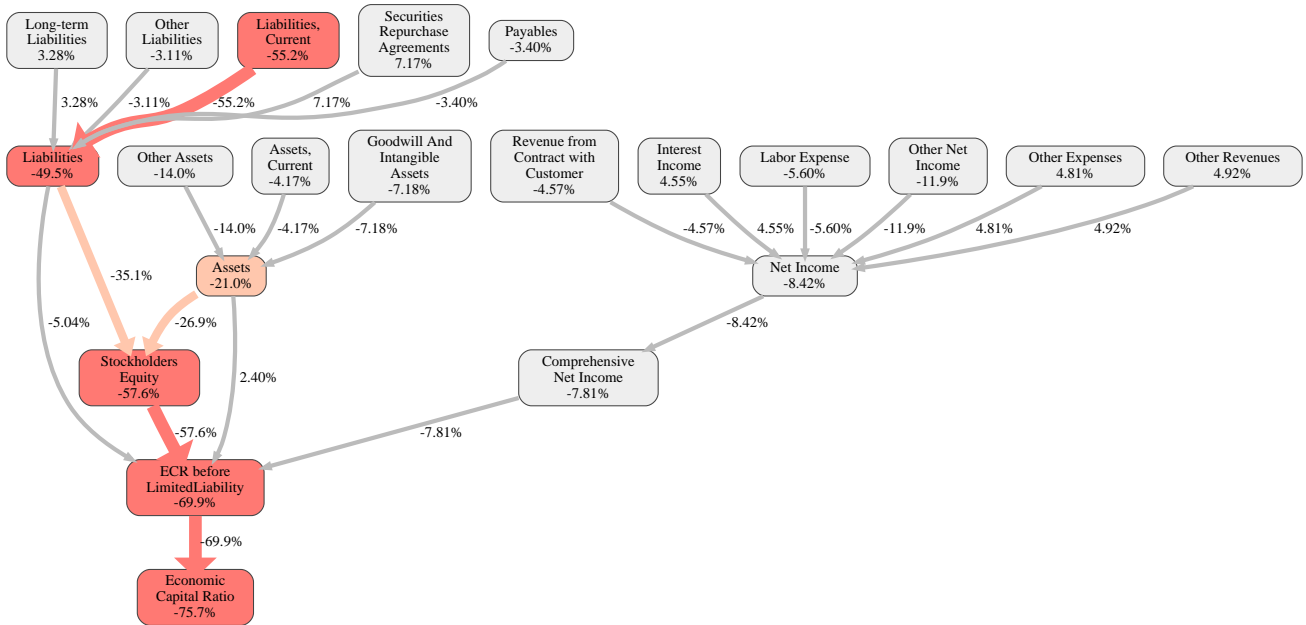 Long-term
Liabilities
3.28%
Other
Liabilities
-3.11%
Liabilities,
Current
-55.2%
Securities
Repurchase
Agreements
7.17%
Payables
-3.40%
3.28%
-3.11%
-55.2%
7.17%
-3.40%
Liabilities
-49.5%
Other Assets
-14.0%
Assets,
Current
-4.17%
Goodwill And
Intangible
Assets
-7.18%
Revenue from
Contract with
Customer
-4.57%
Interest
Income
4.55%
Labor Expense
-5.60%
Other Net
Income
-11.9%
Other Expenses
4.81%
Other Revenues
4.92%
-14.0%
-4.17%
-7.18%
-4.57%
4.55%
-5.60%
-11.9%
4.81%
4.92%
-35.1%
Assets
-21.0%
Net Income
-8.42%
-5.04%
-26.9%
-8.42%
Stockholders
Equity
-57.6%
2.40%
Comprehensive
Net Income
-7.81%
-57.6%
-7.81%
ECR before
LimitedLiability
-69.9%
-69.9%
Economic
Capital Ratio
-75.7%